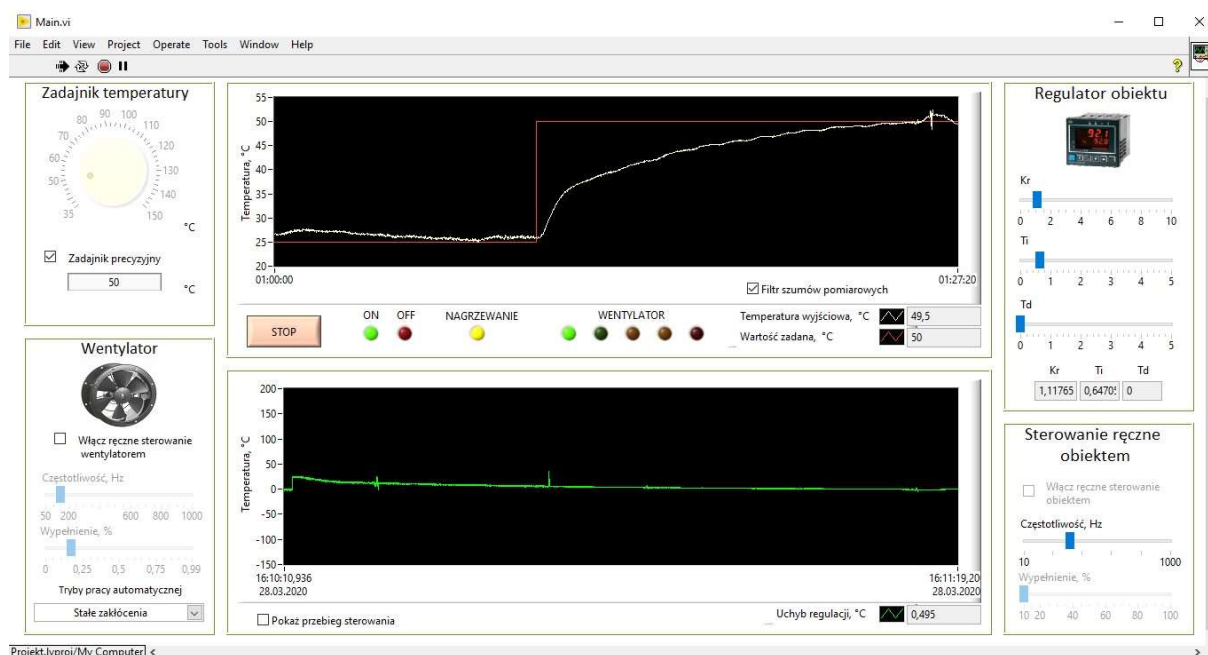 Main.vi
File Edit View Project Operate Tools Window Help
Zadajnik temperatury
35 50 60 70 80 90 100 110 120 130 140 150
°C
Zadajnik precyzyjny
50 °C
Wentylator
Włącz ręczne sterowanie
wentylatorem
Częstotliwość, Hz
50 200 600 800 1000
Wypełnienie, %
0 0,25 0,5 0,75 0,99
Tryby pracy automatycznej
Stałe zakłócenia
Temperatura, °C
55
50
45
40
35
30
25
20
01:00:00 01:27:20
Filtr szumów pomiarowych
STOP
ON OFF NAGRZEWANIE WENTYLATOR
Temperatura wyjściowa, °C 49,5
Wartość zadana, °C 50
Temperatura, °C
200
150
100
50
0
-50
-100
-150
16:10:10,936 16:11:19,20
28.03.2020 28.03.2020
Pokaż przebieg sterowania
Uchyb regulacji, °C 0,495
Regulator obiektu
Kr
0 2 4 6 8 10
Ti
0 1 2 3 4 5
Td
0 1 2 3 4 5
Kr Ti Td
1,11765 0,6470 0
Sterowanie ręczne
obiektem
Włącz ręczne sterowanie
obiektem
Częstotliwość, Hz
10 1000
Wypełnienie, %
10 20 40 60 80 100
Projekt.lvproj/My Computer